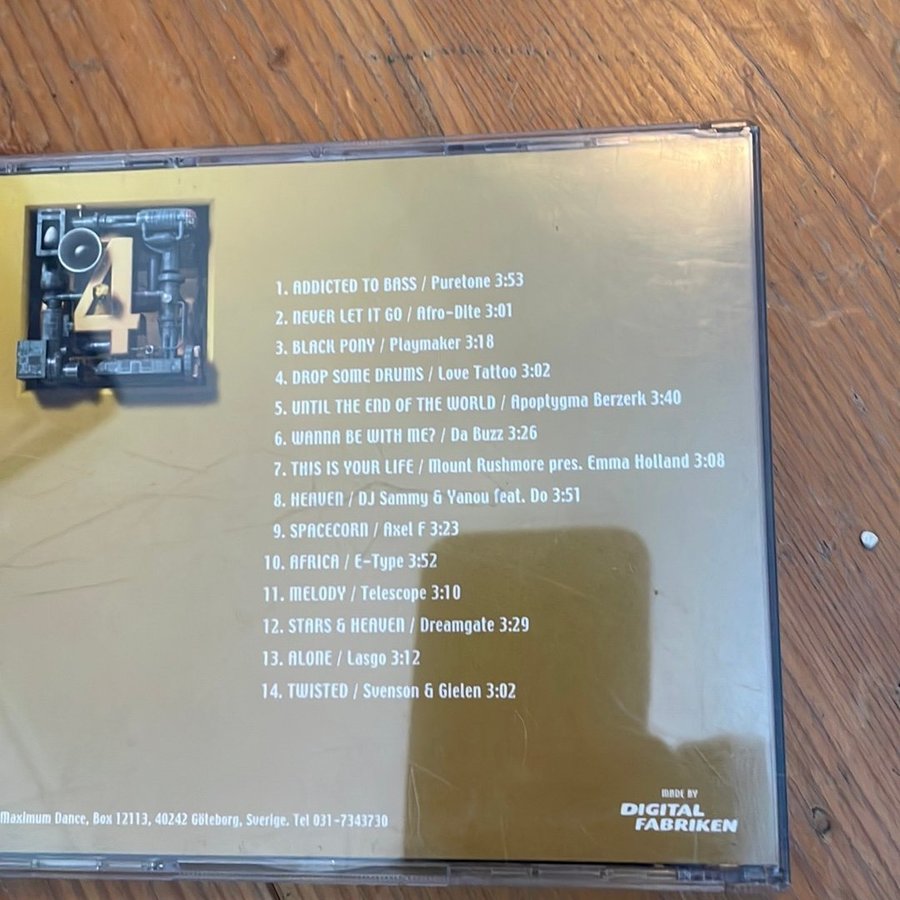 4
1. ADDICTED TO BASS / Puretone 3:53
2. NEVER LET IT GO / Afro-Dite 3:01
3. BLACK PONY / Playmaker 3:18
4. DROP SOME DRUMS / Love Tattoo 3:02
5. UNTIL THE END OF THE WORLD / Apoptygma Berzerk 3:40
6. WANNA BE WITH ME? / Da Buzz 3:26
7. THIS IS YOUR LIFE / Mount Rushmore pres. Emma Holland 3:08
8. HEAVEN / DJ Sammy & Yanou feat. Do 3:51
9. SPACECORN / Axel F 3:23
10. AFRICA / E-Type 3:52
11. MELODY / Telescope 3:10
12. STARS & HEAVEN / Dreamgate 3:29
13. ALONE / Lasgo 3:12
14. TWISTED / Svenson & Gielen 3:02
Maximum Dance, Box 12113, 40242 Göteborg, Sverige. Tel 031-7343730
MADE BY
DIGITAL
FABRIKEN